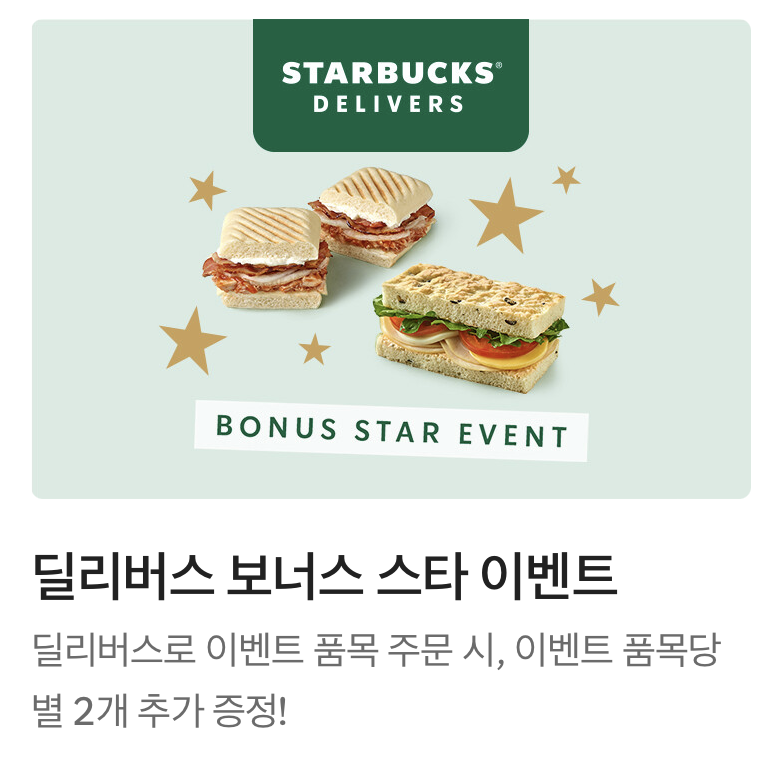 STARBUCKS®
DELIVERS
BONUS STAR EVENT
딜리버스 보너스 스타 이벤트
딜리버스로 이벤트 품목 주문 시, 이벤트 품목당
별 2개 추가 증정!